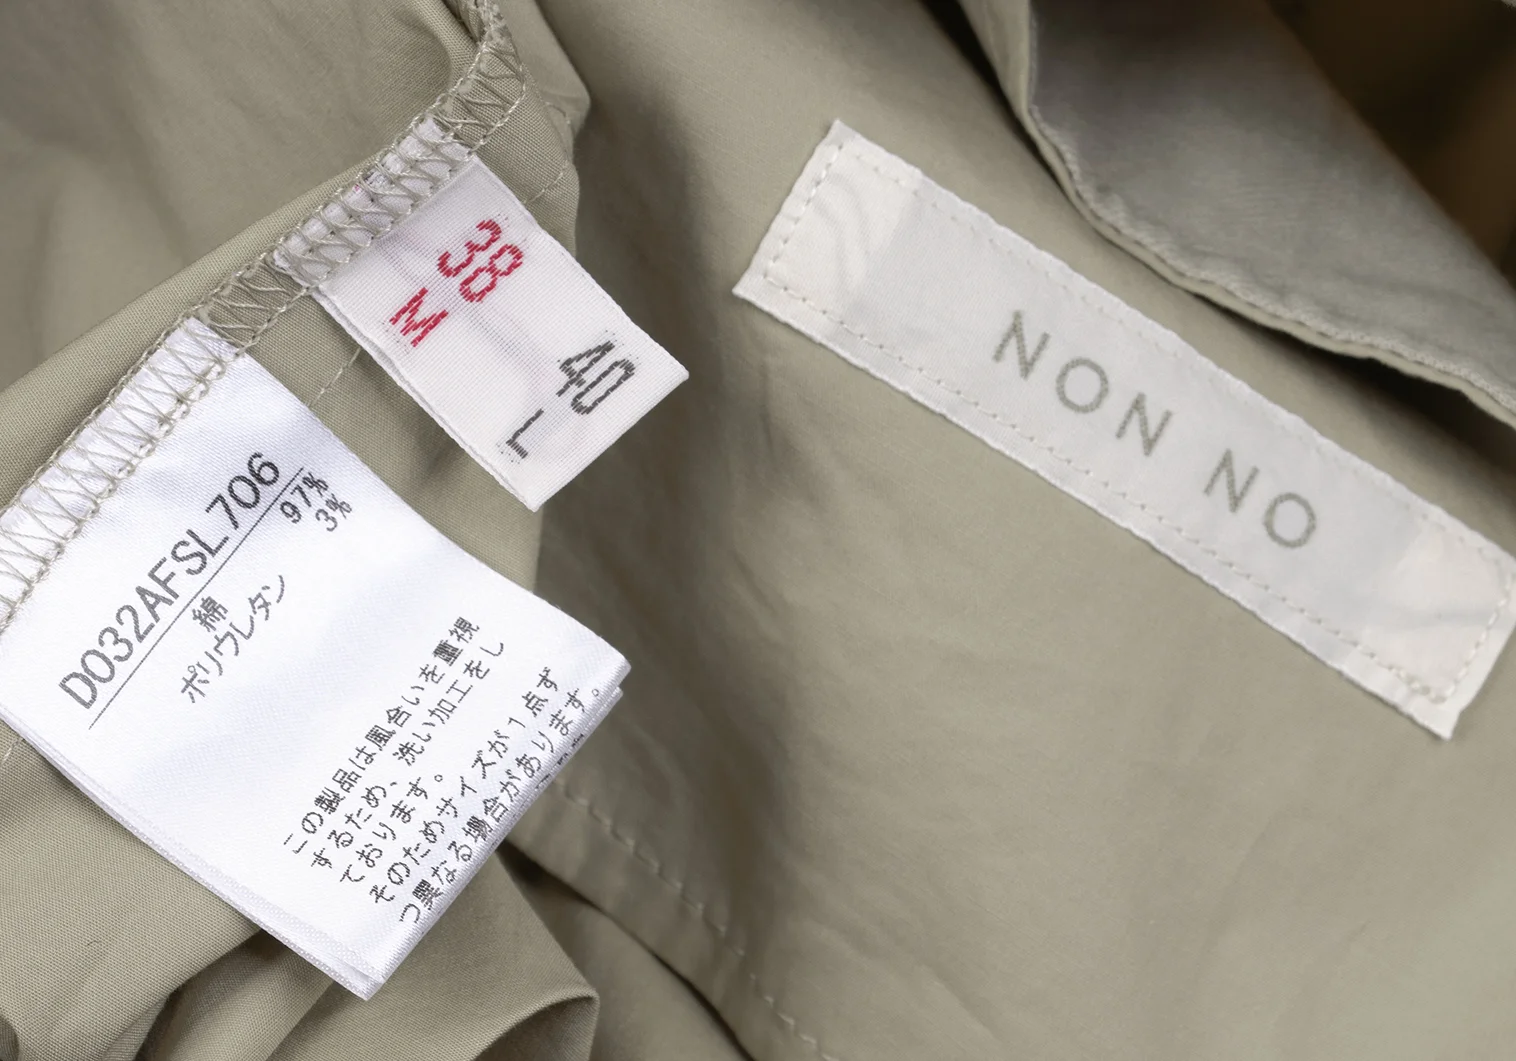 38
M
40
L
D032AFSL706
綿 97%
ポリウレタン 3%
この製品は風合いを重視
するため、洗い加工をし
ております。
そのためサイズが1点ず
つ異なる場合があります。
NON NO